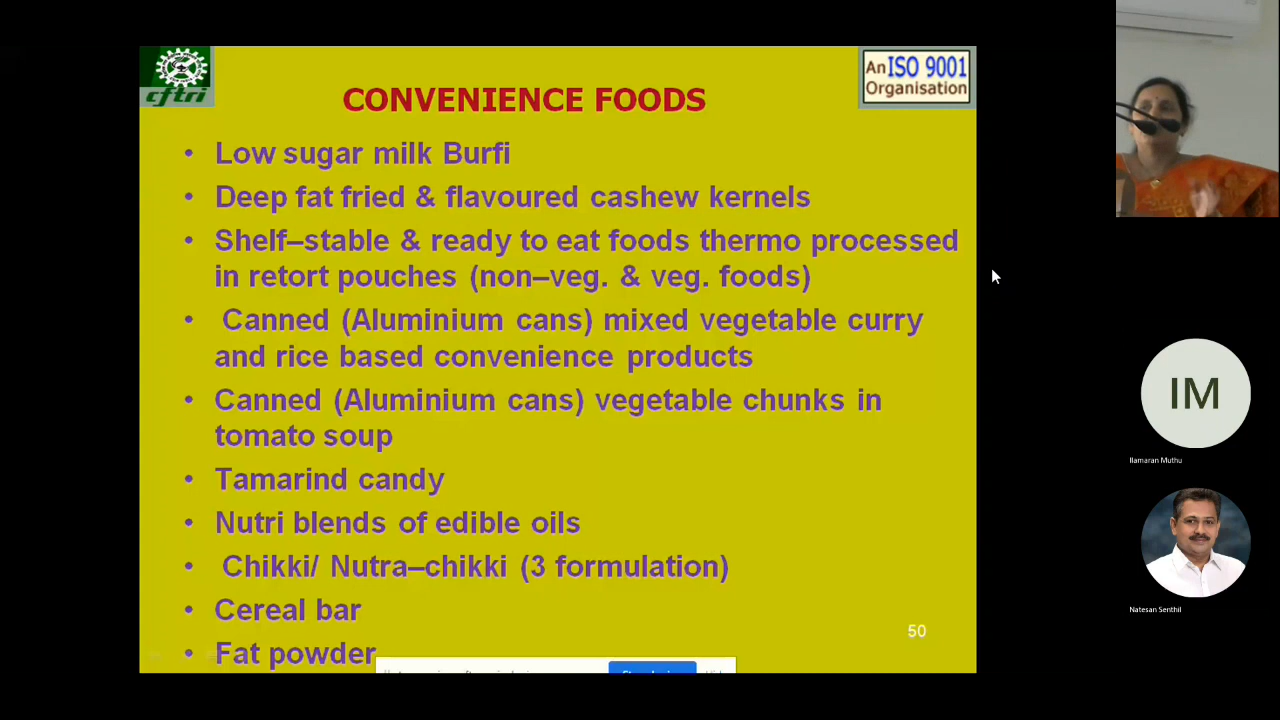 cftri
CONVENIENCE FOODS
An ISO 9001
Organisation
• Low sugar milk Burfi
• Deep fat fried & flavoured cashew kernels
• Shelf–stable & ready to eat foods thermo processed
in retort pouches (non–veg. & veg. foods)
• Canned (Aluminium cans) mixed vegetable curry
and rice based convenience products
• Canned (Aluminium cans) vegetable chunks in
tomato soup
• Tamarind candy
• Nutri blends of edible oils
• Chikki/ Nutra–chikki (3 formulation)
• Cereal bar
50
• Fat powder
IM
Ilamaran Muthu
Natesan Senthil